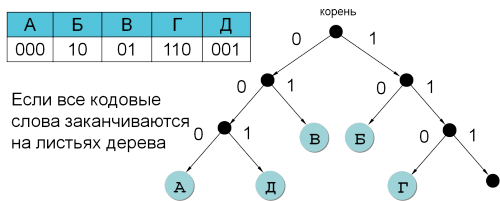 А Б В Г Д
000 10 01 110 001
Если все кодовые
слова заканчиваются
на листьях дерева
корень
0 1
0 1 0 1
0 1 В Б 0 1
А Д Г